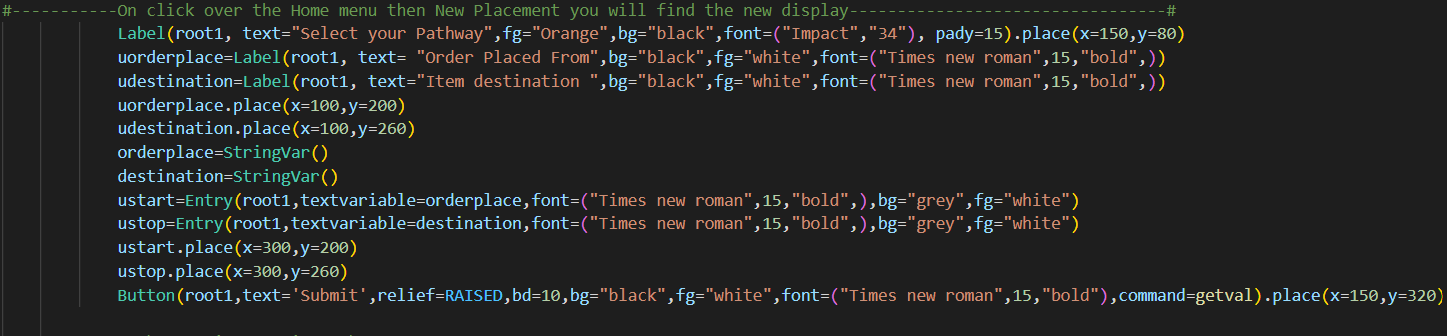 #-----------On click over the Home menu then New Placement you will find the new display--------------------------------#
Label(root1, text="Select your Pathway",fg="Orange",bg="black",font=("Impact","34"), pady=15).place(x=150,y=80)
uorderplace=Label(root1, text= "Order Placed From",bg="black",fg="white",font=("Times new roman",15,"bold",))
udestination=Label(root1, text="Item destination ",bg="black",fg="white",font=("Times new roman",15,"bold",))
uorderplace.place(x=100,y=200)
udestination.place(x=100,y=260)
orderplace=StringVar()
destination=StringVar()
ustart=Entry(root1,textvariable=orderplace,font=("Times new roman",15,"bold",),bg="grey",fg="white")
ustop=Entry(root1,textvariable=destination,font=("Times new roman",15,"bold",),bg="grey",fg="white")
ustart.place(x=300,y=200)
ustop.place(x=300,y=260)
Button(root1,text='Submit',relief=RAISED,bd=10,bg="black",fg="white",font=("Times new roman",15,"bold"),command=getval).place(x=150,y=320)